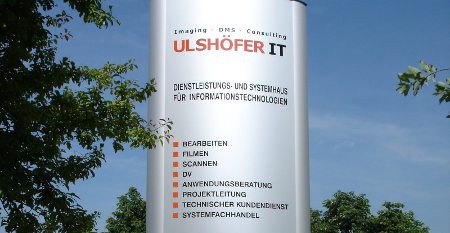 Imaging - DMS - Consulting
ULSHÖFER IT
DIENSTLEISTUNGS- UND SYSTEMHAUS
FÜR INFORMATIONSTECHNOLOGIEN
BEARBEITEN
FILMEN
SCANNEN
DV
ANWENDUNGSBERATUNG
PROJEKTLEITUNG
TECHNISCHER KUNDENDIENST
SYSTEMFACHHANDEL